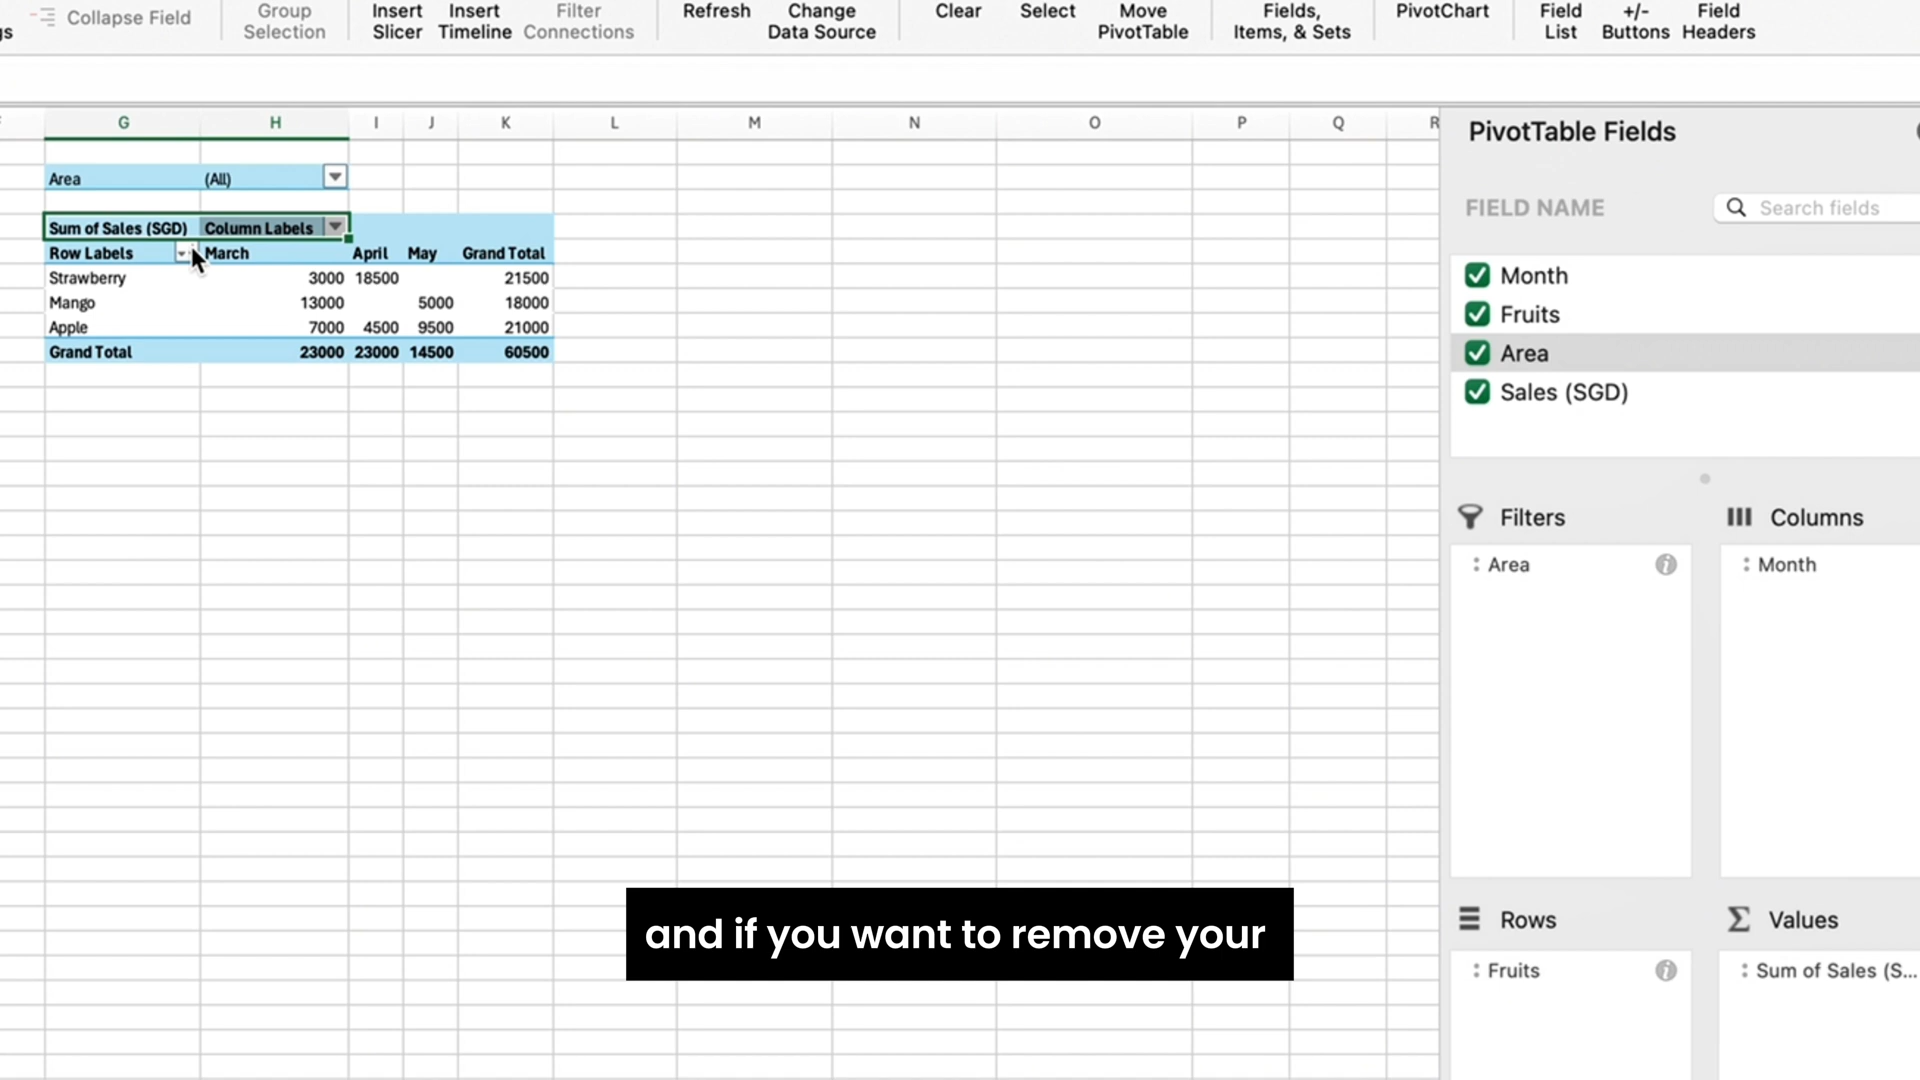 gs
Collapse Field
Group
Selection
Insert
Slicer
Insert
Timeline
Filter
Connections
Refresh
Change
Data Source
Clear
Select
Move
PivotTable
Fields,
Items, & Sets
PivotChart
Field
List
+/-
Buttons
Field
Headers
G H I J K L M N O P Q R
Area (All)
Sum of Sales (SGD) Column Labels
Row Labels March April May Grand Total
Strawberry 3000 18500 21500
Mango 13000 5000 18000
Apple 7000 4500 9500 21000
Grand Total 23000 23000 14500 60500
PivotTable Fields
FIELD NAME
Search fields
Month
Fruits
Area
Sales (SGD)
Filters
Area
Columns
Month
Rows
Fruits
Values
Sum of Sales (S...
and if you want to remove your